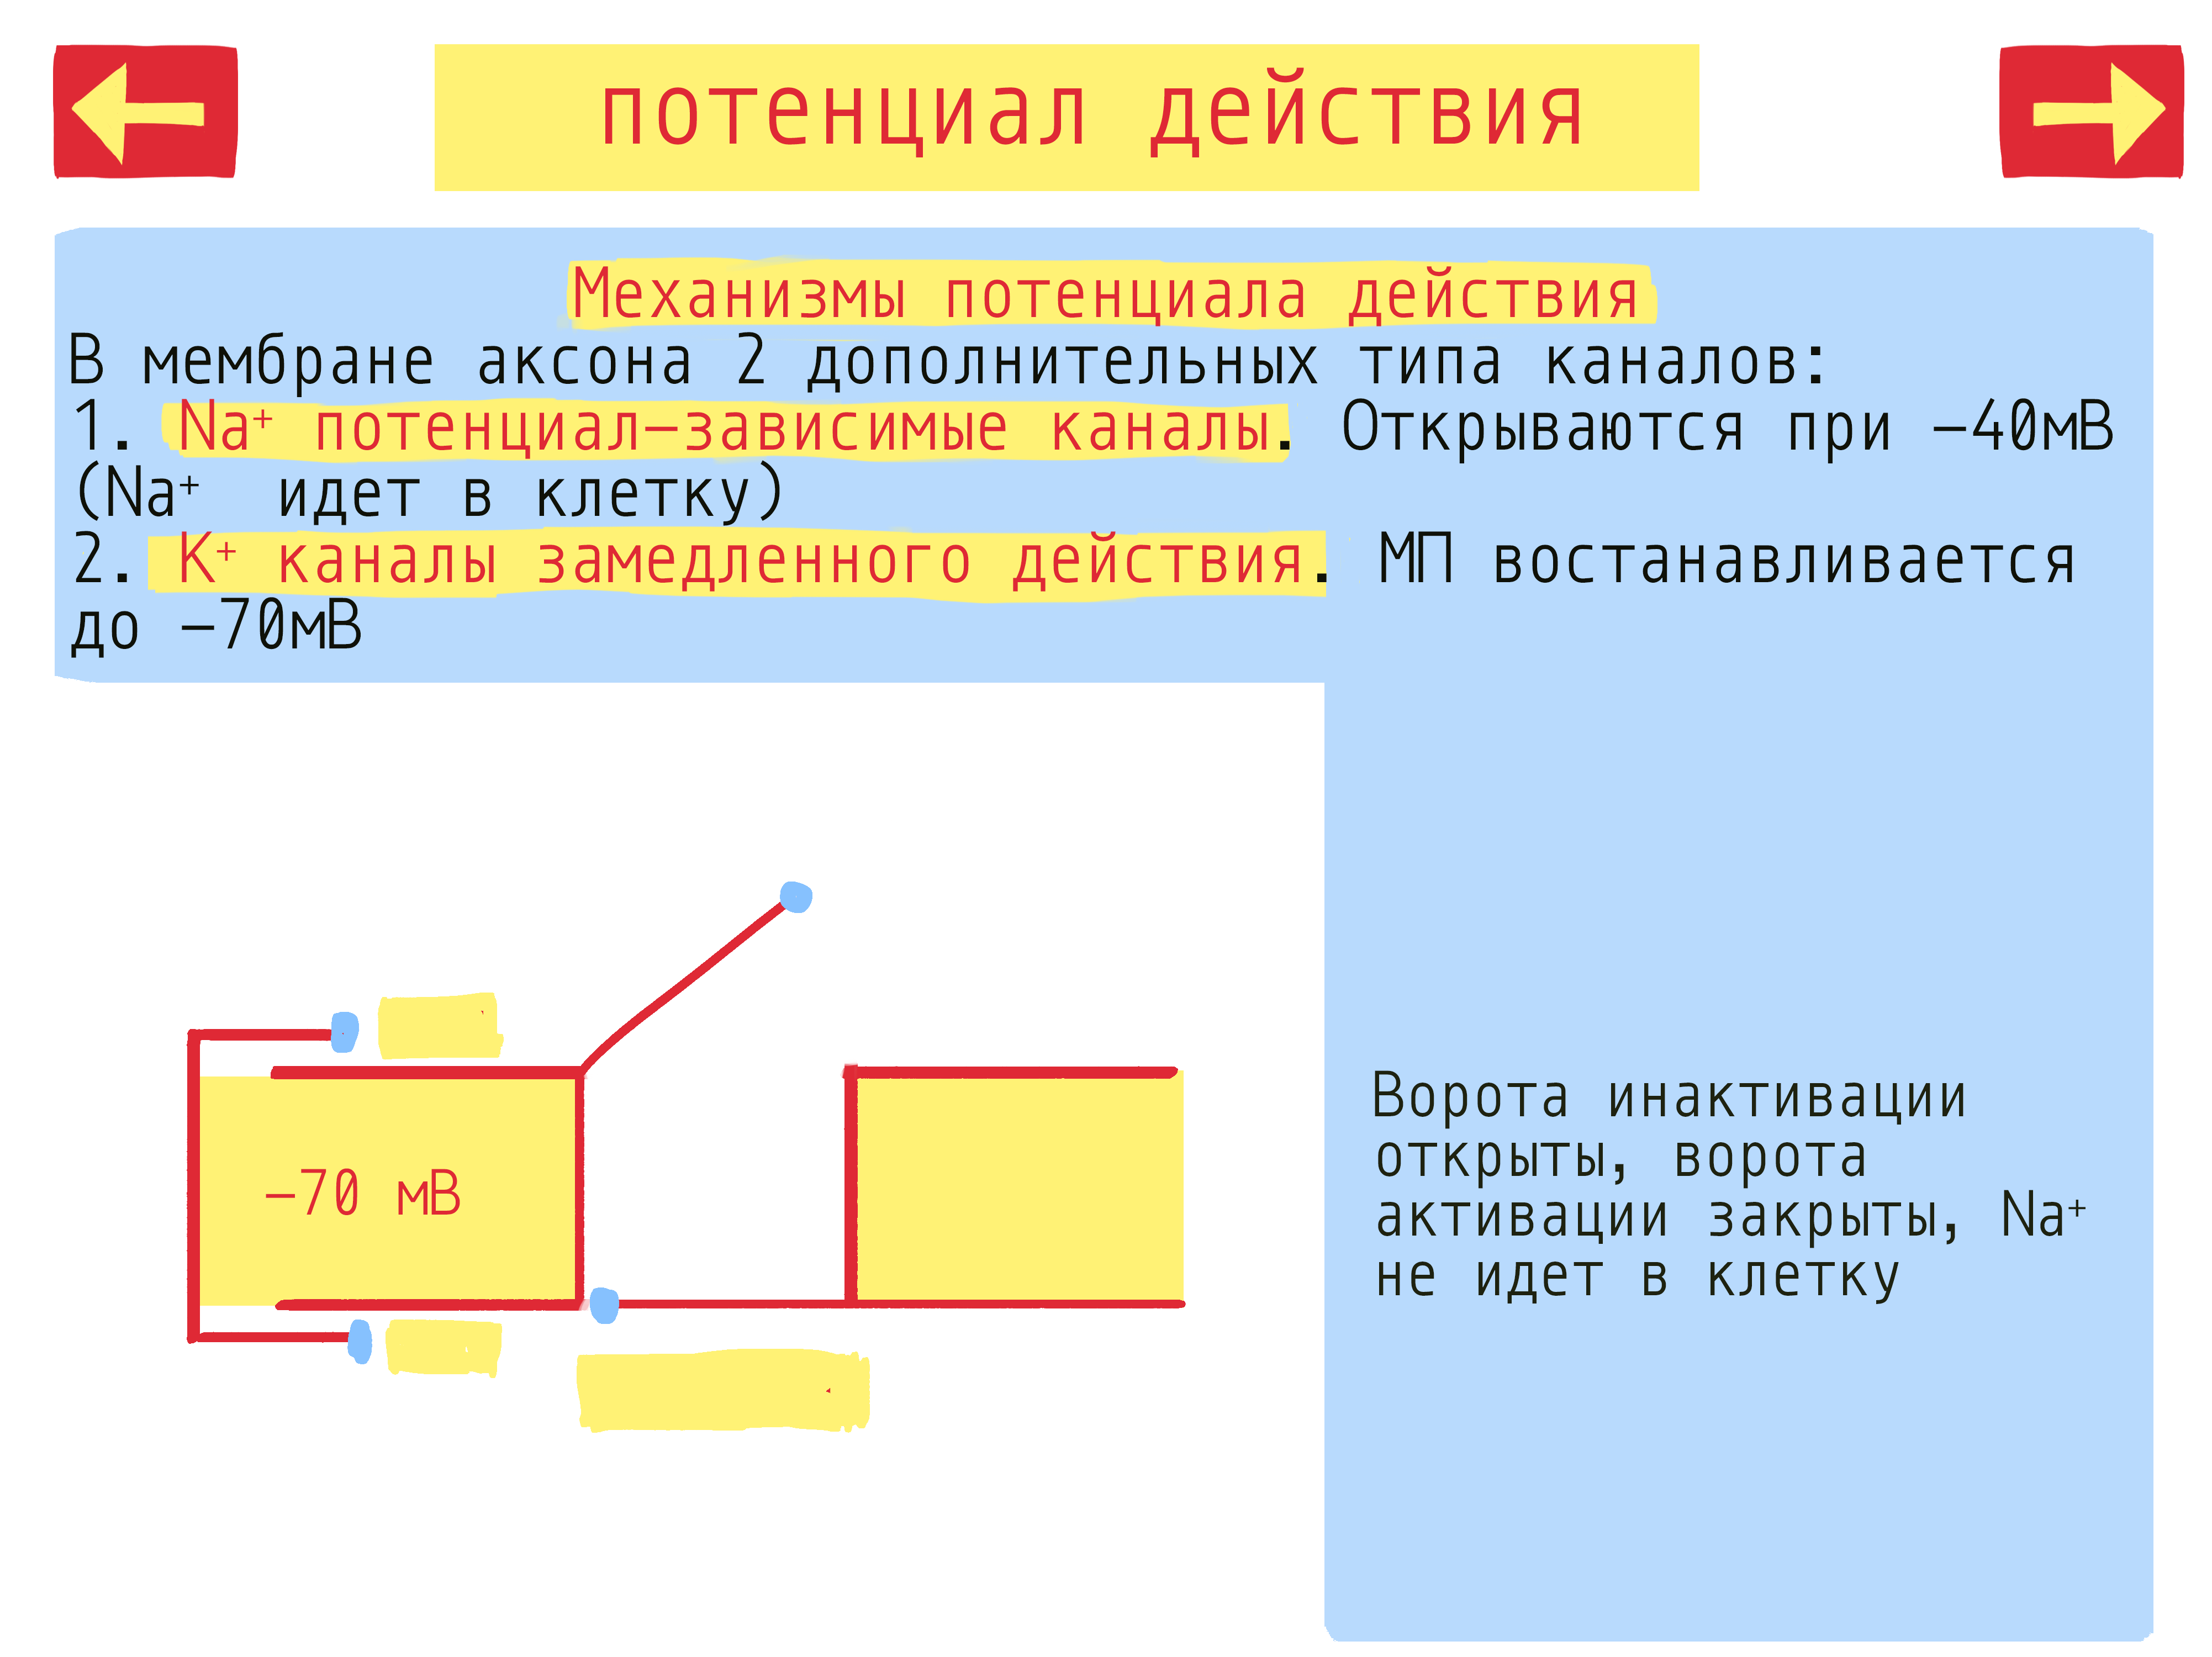 потенциал действия
Механизмы потенциала действия
В мембране аксона 2 дополнительных типа каналов:
1. Na⁺ потенциал–зависимые каналы. Открываются при –40мВ
(Na⁺ идет в клетку)
2. К⁺ каналы замедленного действия. МП востанавливается
до –70мВ
–70 мВ
Ворота инактивации
открыты, ворота
активации закрыты, Na⁺
не идет в клетку